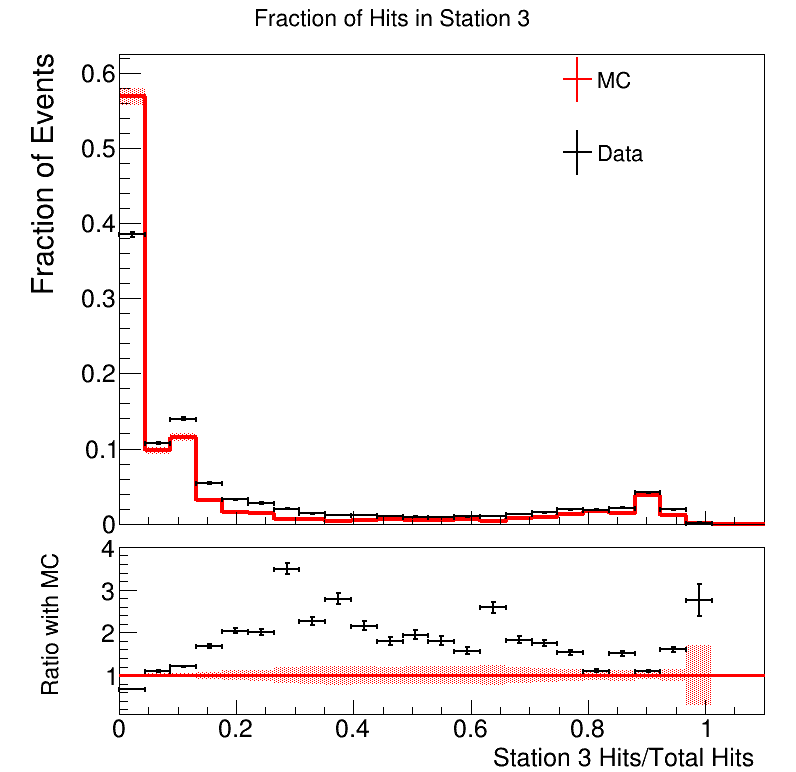 Fraction of Hits in Station 3
Fraction of Events
0.6
0.5
0.4
0.3
0.2
0.1
0
MC
Data
Ratio with MC
4
3
2
1
0
0.2
0.4
0.6
0.8
1
Station 3 Hits/Total Hits